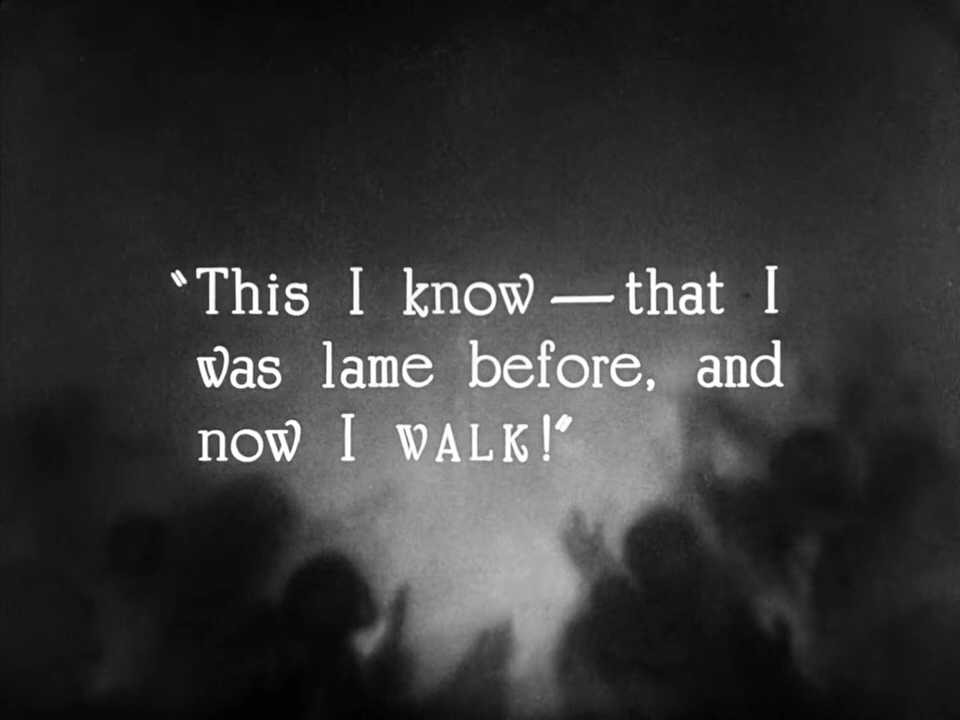 "This I know — that I
was lame before, and
now I WALK!"